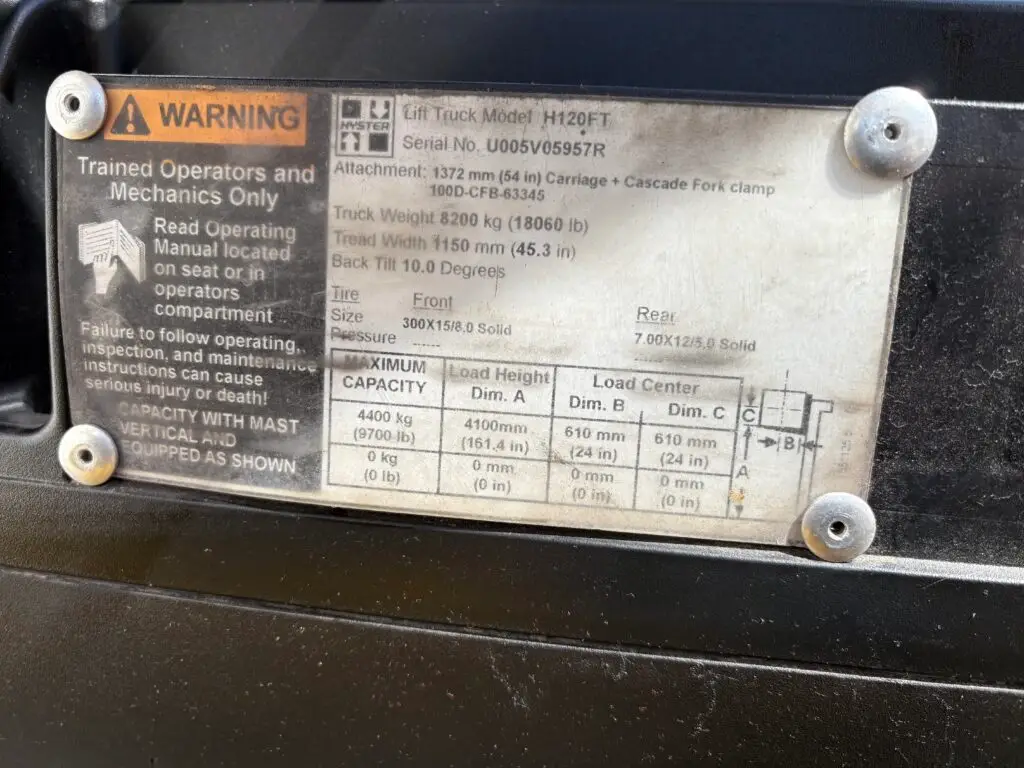 WARNING
Trained Operators and
Mechanics Only
Read Operating
Manual located
on seat or in
operators
compartment
Failure to follow operating,
inspection, and maintenance
instructions can cause
serious injury or death!
CAPACITY WITH MAST
VERTICAL AND
EQUIPPED AS SHOWN
HYSTER
Lift Truck Model H120FT
Serial No. U005V05957R
Attachment: 1372 mm (54 in) Carriage + Cascade Fork clamp
100D-CFB-63345
Truck Weight 8200 kg (18060 lb)
Tread Width 1150 mm (45.3 in)
Back Tilt 10.0 Degrees
Tire Front Rear
Size 300X15/8.0 Solid 7.00X12/5.0 Solid
Pressure ----- -----
MAXIMUM CAPACITY Load Height Dim. A Load Center Dim. B Dim. C
4400 kg 4100mm 610 mm 610 mm
(9700 lb) (161.4 in) (24 in) (24 in)
0 kg 0 mm 0 mm 0 mm
(0 lb) (0 in) (0 in) (0 in)
C
B
A